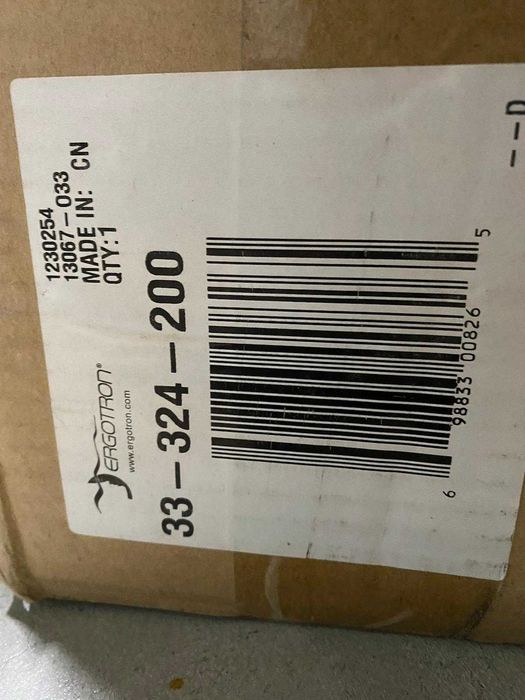 ERGOTRON®
www.ergotron.com
1230254
13067-033
MADE IN: CN
QTY:1
33-324-200
6 98833 00826 5
--D